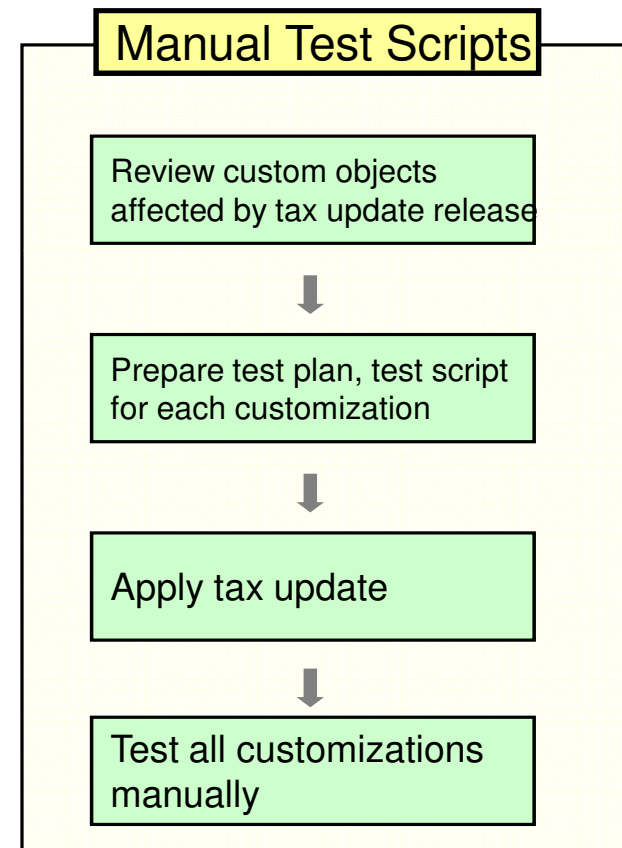 Manual Test Scripts
Review custom objects
affected by tax update release
Prepare test plan, test script
for each customization
Apply tax update
Test all customizations
manually